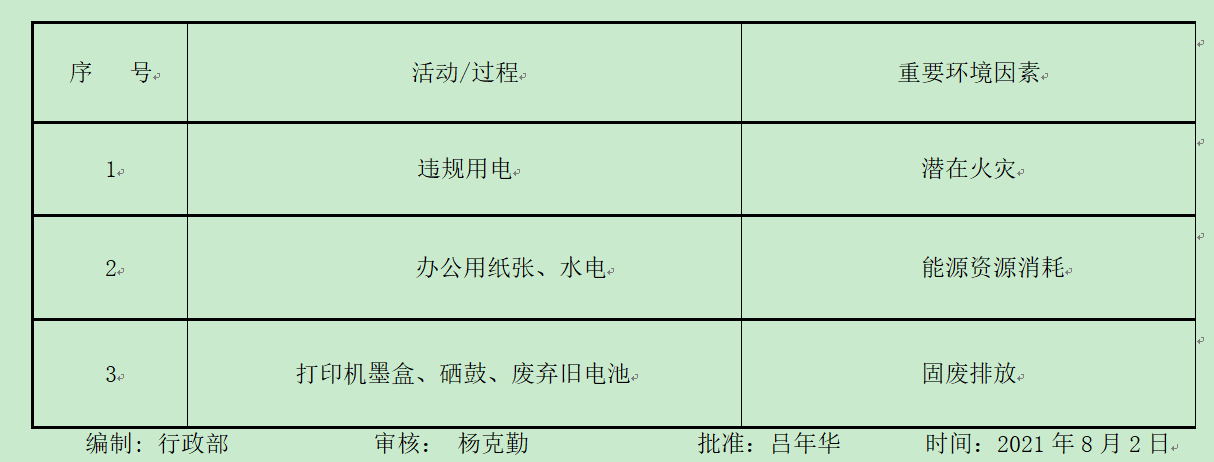 序 号 活动/过程 重要环境因素
1 违规用电 潜在火灾
2 办公用纸张、水电 能源资源消耗
3 打印机墨盒、硒鼓、废弃旧电池 固废排放
编制: 行政部 审核: 杨克勤 批准: 吕年华 时间: 2021 年 8 月 2 日